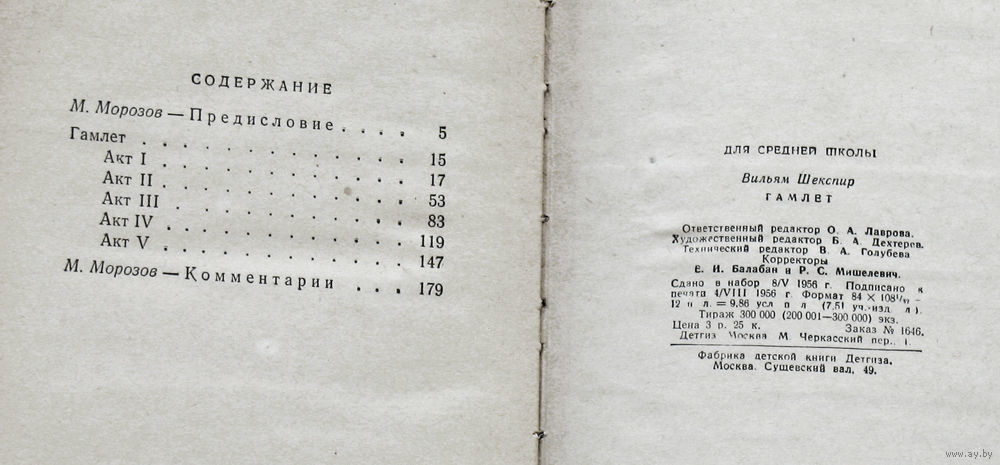 СОДЕРЖАНИЕ
М. Морозов — Предисловие . . . . 5
Гамлет . . . . . . . . . . . . . 15
Акт I . . . . . . . . . . . . . 17
Акт II . . . . . . . . . . . . 53
Акт III . . . . . . . . . . . . 83
Акт IV . . . . . . . . . . . . 119
Акт V . . . . . . . . . . . . . 147
М. Морозов — Комментарии . . . 179
ДЛЯ СРЕДНЕЙ ШКОЛЫ
Вильям Шекспир
ГАМЛЕТ
Ответственный редактор О. А. Лаврова.
Художественный редактор Б. А. Дехтерев.
Технический редактор В. А. Голубева
Корректоры
Е. И. Балабан и Р. С. Мишелевич.
Сдано в набор 8/V 1956 г. Подписано к
печати 4/VIII 1956 г. Формат 84 × 108
12 п л. = 9,86 усл п л (7,51 уч.-изд л).
Тираж 300 000 (200 001—300 000) экз.
Цена 3 р. 25 к. Заказ № 1646.
Детгиз Москва М. Черкасский пер., 1.
Фабрика детской книги Детгиза.
Москва. Сущевский вал, 49.
www.ay.by